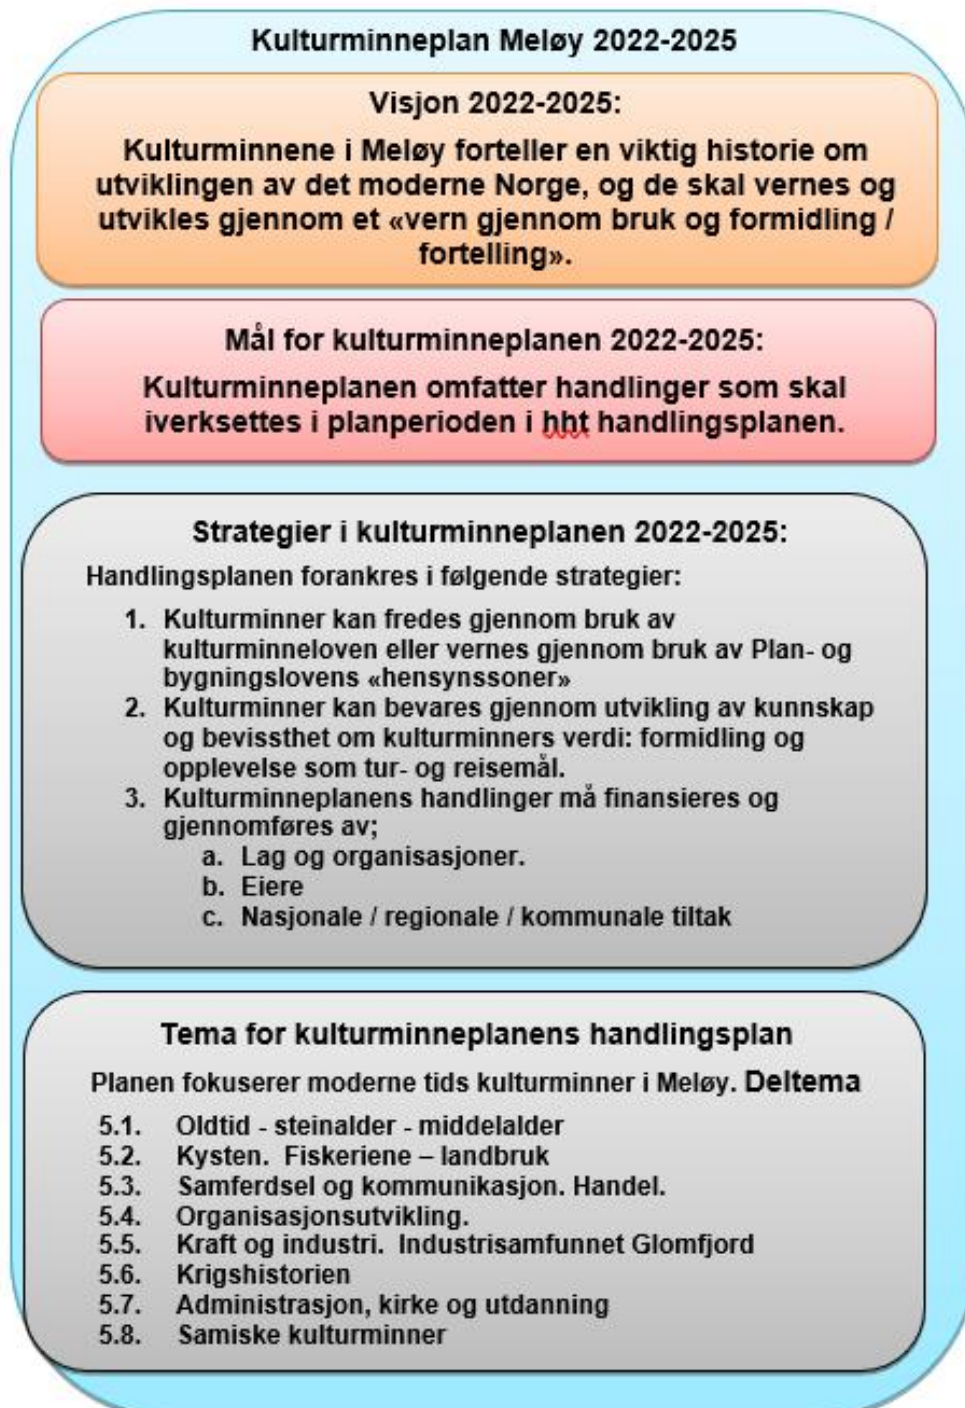 Kulturminneplan Meløy 2022-2025
Visjon 2022-2025:
Kulturminnene i Meløy forteller en viktig historie om
utviklingen av det moderne Norge, og de skal vernes og
utvikles gjennom et «vern gjennom bruk og formidling /
fortelling».
Mål for kulturminneplanen 2022-2025:
Kulturminneplanen omfatter handlinger som skal
iverksettes i planperioden i hht handlingsplanen.
Strategier i kulturminneplanen 2022-2025:
Handlingsplanen forankres i følgende strategier:
1. Kulturminner kan fredes gjennom bruk av
kulturminneloven eller vernes gjennom bruk av Plan- og
bygningslovens «hensynssoner»
2. Kulturminner kan bevares gjennom utvikling av kunnskap
og bevissthet om kulturminners verdi: formidling og
opplevelse som tur- og reisemål.
3. Kulturminneplanens handlinger må finansieres og
gjennomføres av;
a. Lag og organisasjoner.
b. Eiere
c. Nasjonale / regionale / kommunale tiltak
Tema for kulturminneplanens handlingsplan
Planen fokuserer moderne tids kulturminner i Meløy. Deltema
5.1. Oldtid - steinalder - middelalder
5.2. Kysten. Fiskeriene – landbruk
5.3. Samferdsel og kommunikasjon. Handel.
5.4. Organisasjonsutvikling.
5.5. Kraft og industri. Industrisamfunnet Glomfjord
5.6. Krigshistorien
5.7. Administrasjon, kirke og utdanning
5.8. Samiske kulturminner